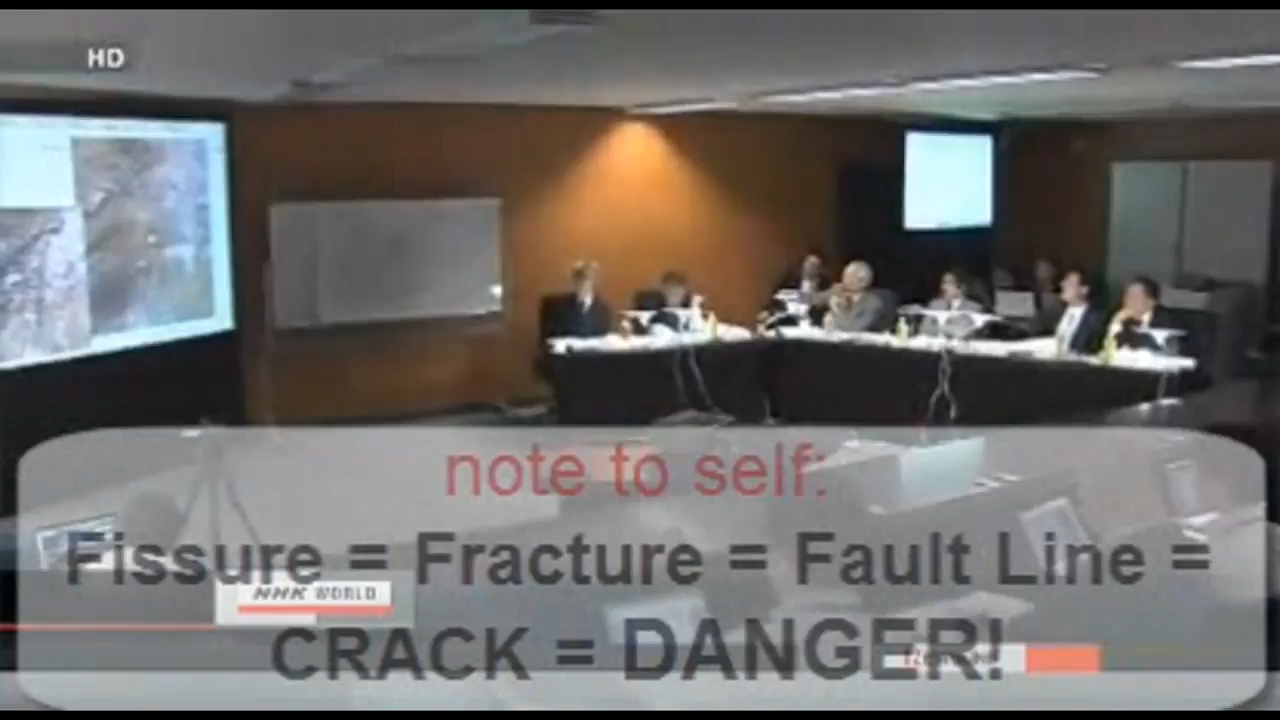 HD
note to self:
Fissure = Fracture = Fault Line =
NHK WORLD
CRACK = DANGER!